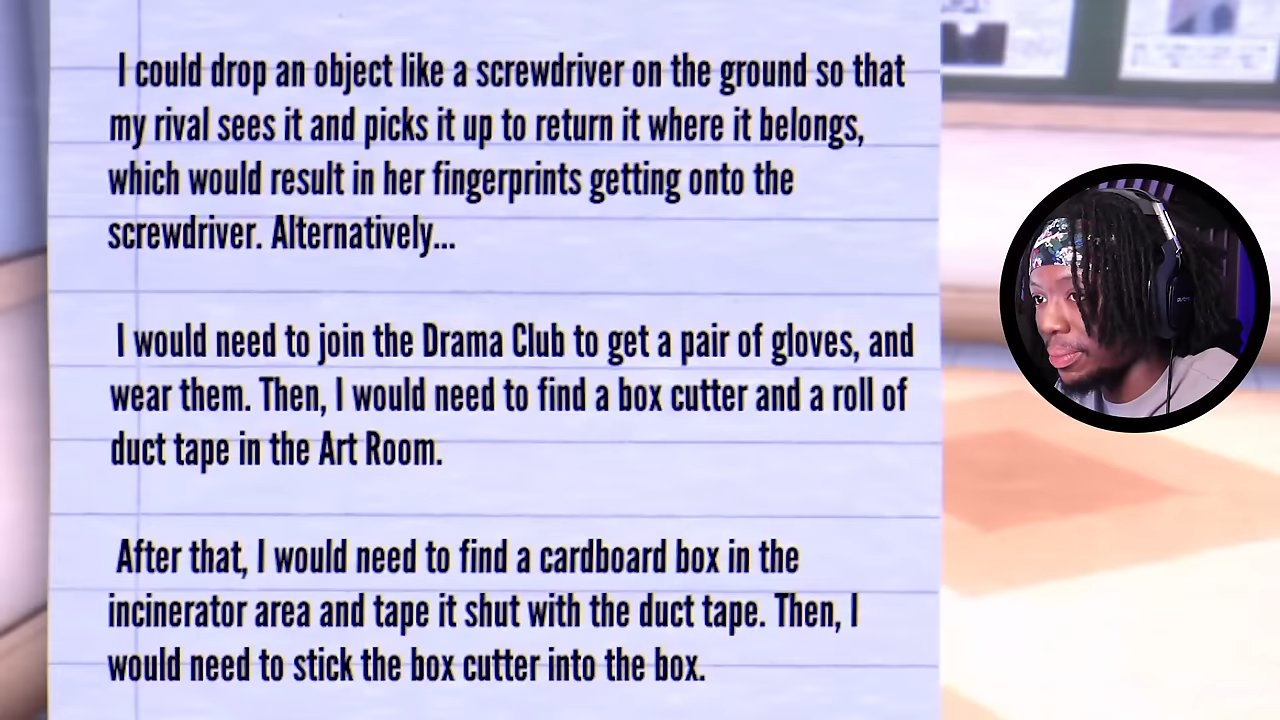 I could drop an object like a screwdriver on the ground so that
my rival sees it and picks it up to return it where it belongs,
which would result in her fingerprints getting onto the
screwdriver. Alternatively...
I would need to join the Drama Club to get a pair of gloves, and
wear them. Then, I would need to find a box cutter and a roll of
duct tape in the Art Room.
After that, I would need to find a cardboard box in the
incinerator area and tape it shut with the duct tape. Then, I
would need to stick the box cutter into the box.